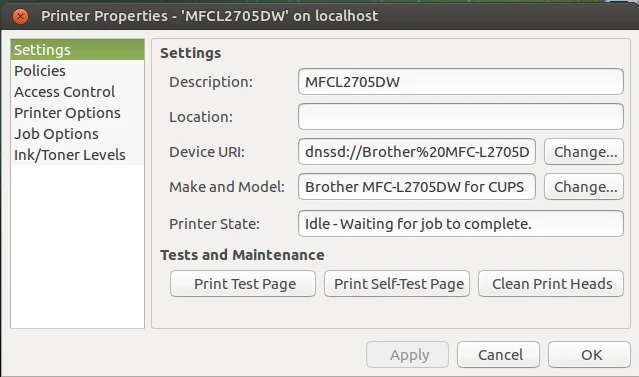 Printer Properties - 'MFCL2705DW' on localhost
Settings
Policies
Access Control
Printer Options
Job Options
Ink/Toner Levels
Settings
Description: MFCL2705DW
Location:
Device URI: dnssd://Brother%20MFC-L2705D Change...
Make and Model: Brother MFC-L2705DW for CUPS Change...
Printer State: Idle - Waiting for job to complete.
Tests and Maintenance
Print Test Page Print Self-Test Page Clean Print Heads
Apply Cancel OK